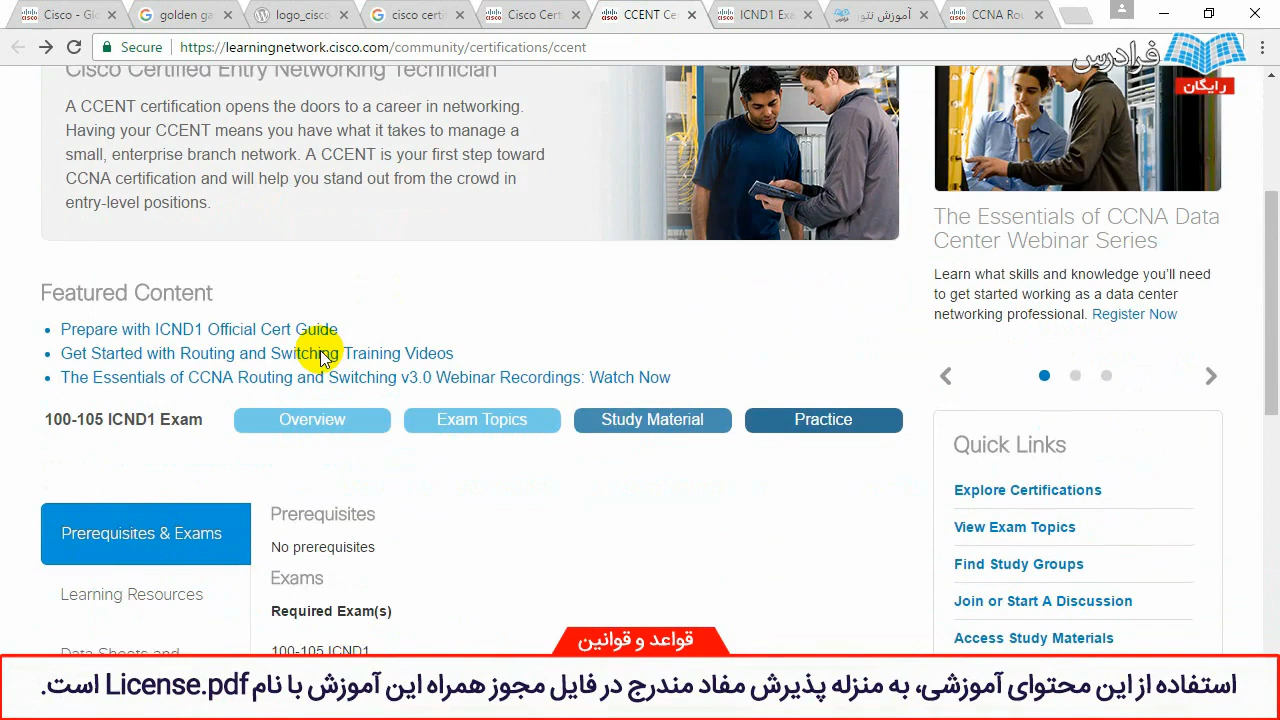 Cisco - Gl
golden ga
logo_cisco
cisco certi
Cisco Cert
CCENT Ce
ICND1 Exa
آموزش نتو
CCNA Rou
Secure
https://learningnetwork.cisco.com/community/certifications/ccent
فرادرس
رایگان
Cisco Certified Entry Networking Technician
A CCENT certification opens the doors to a career in networking.
Having your CCENT means you have what it takes to manage a
small, enterprise branch network. A CCENT is your first step toward
CCNA certification and will help you stand out from the crowd in
entry-level positions.
The Essentials of CCNA Data
Center Webinar Series
Learn what skills and knowledge you'll need
to get started working as a data center
networking professional. Register Now
Featured Content
Prepare with ICND1 Official Cert Guide
Get Started with Routing and Switching Training Videos
The Essentials of CCNA Routing and Switching v3.0 Webinar Recordings: Watch Now
100-105 ICND1 Exam
Overview
Exam Topics
Study Material
Practice
Quick Links
Explore Certifications
View Exam Topics
Find Study Groups
Join or Start A Discussion
Access Study Materials
Prerequisites & Exams
Learning Resources
Data Sheets and
Prerequisites
No prerequisites
Exams
Required Exam(s)
100-105 ICND1
قواعد و قوانین
استفاده از این محتوای آموزشی، به منزله پذیرش مفاد مندرج در فایل مجوز همراه این آموزش با نام License.pdf است.